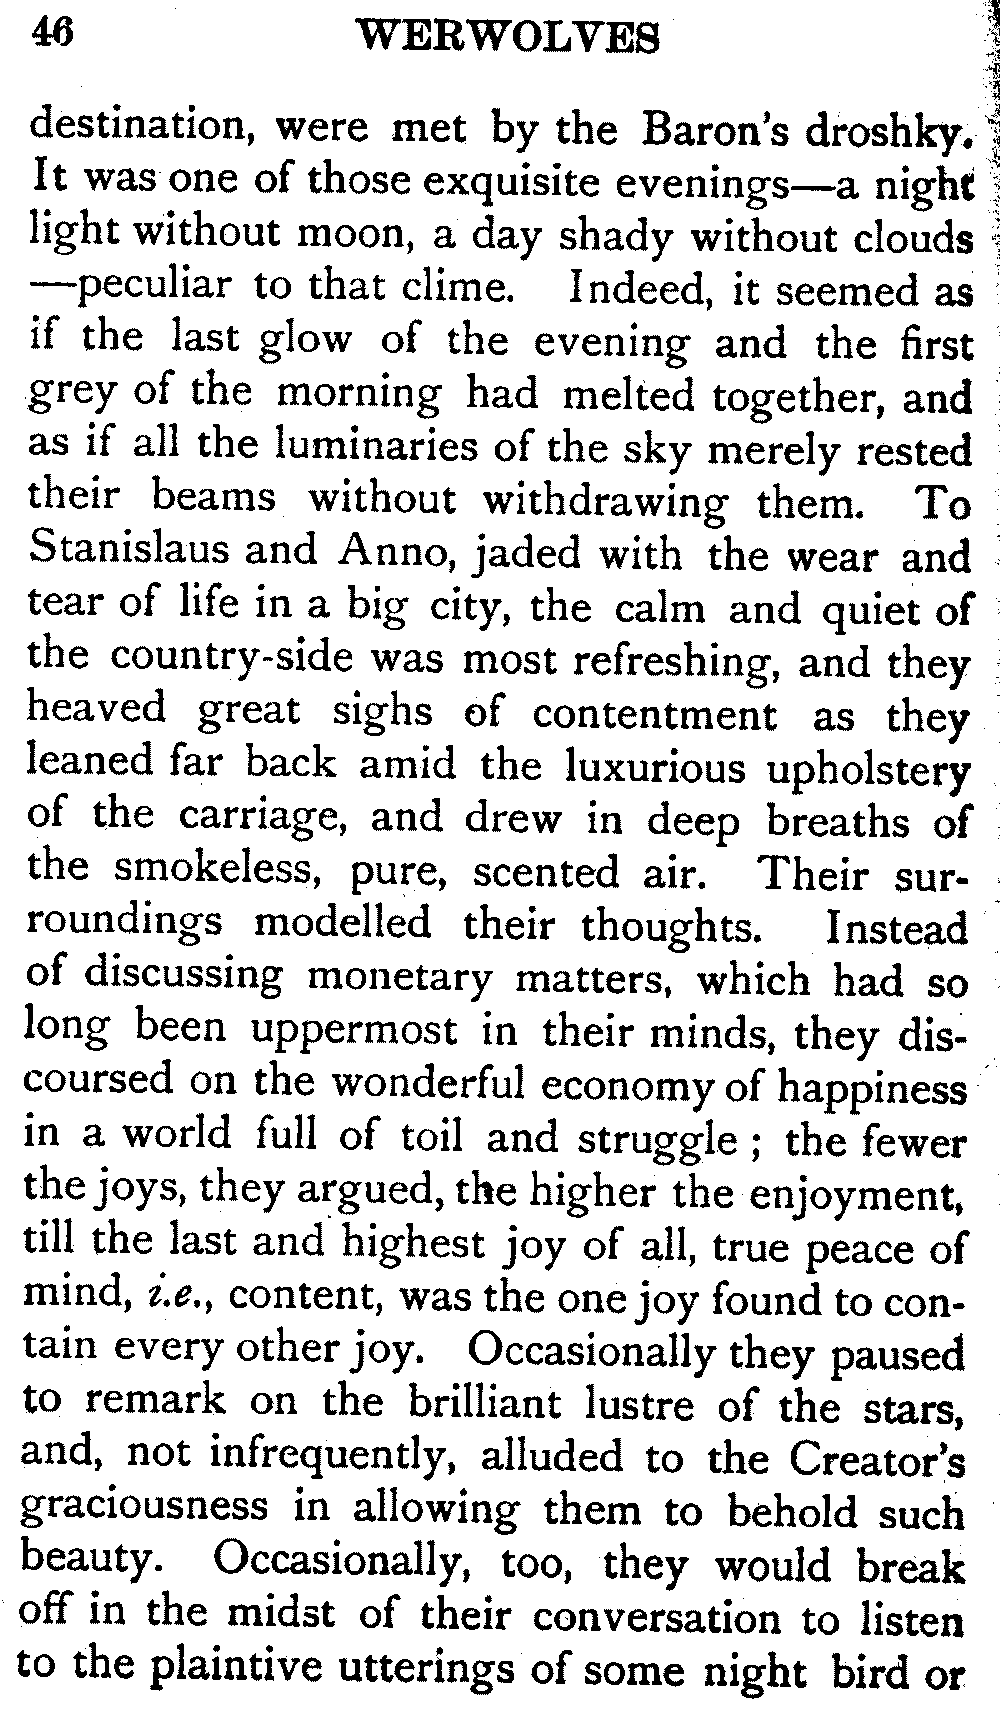 46 WERWOLVES
destination, were met by the Baron's droshky.
It was one of those exquisite evenings—a night
light without moon, a day shady without clouds
—peculiar to that clime. Indeed, it seemed as
if the last glow of the evening and the first
grey of the morning had melted together, and
as if all the luminaries of the sky merely rested
their beams without withdrawing them. To
Stanislaus and Anno, jaded with the wear and
tear of life in a big city, the calm and quiet of
the country-side was most refreshing, and they
heaved great sighs of contentment as they
leaned far back amid the luxurious upholstery
of the carriage, and drew in deep breaths of
the smokeless, pure, scented air. Their sur-
roundings modelled their thoughts. Instead
of discussing monetary matters, which had so
long been uppermost in their minds, they dis-
coursed on the wonderful economy of happiness
in a world full of toil and struggle ; the fewer
the joys, they argued, the higher the enjoyment,
till the last and highest joy of all, true peace of
mind, i.e., content, was the one joy found to con-
tain every other joy. Occasionally they paused
to remark on the brilliant lustre of the stars,
and, not infrequently, alluded to the Creator's
graciousness in allowing them to behold such
beauty. Occasionally, too, they would break
off in the midst of their conversation to listen
to the plaintive utterings of some night bird or